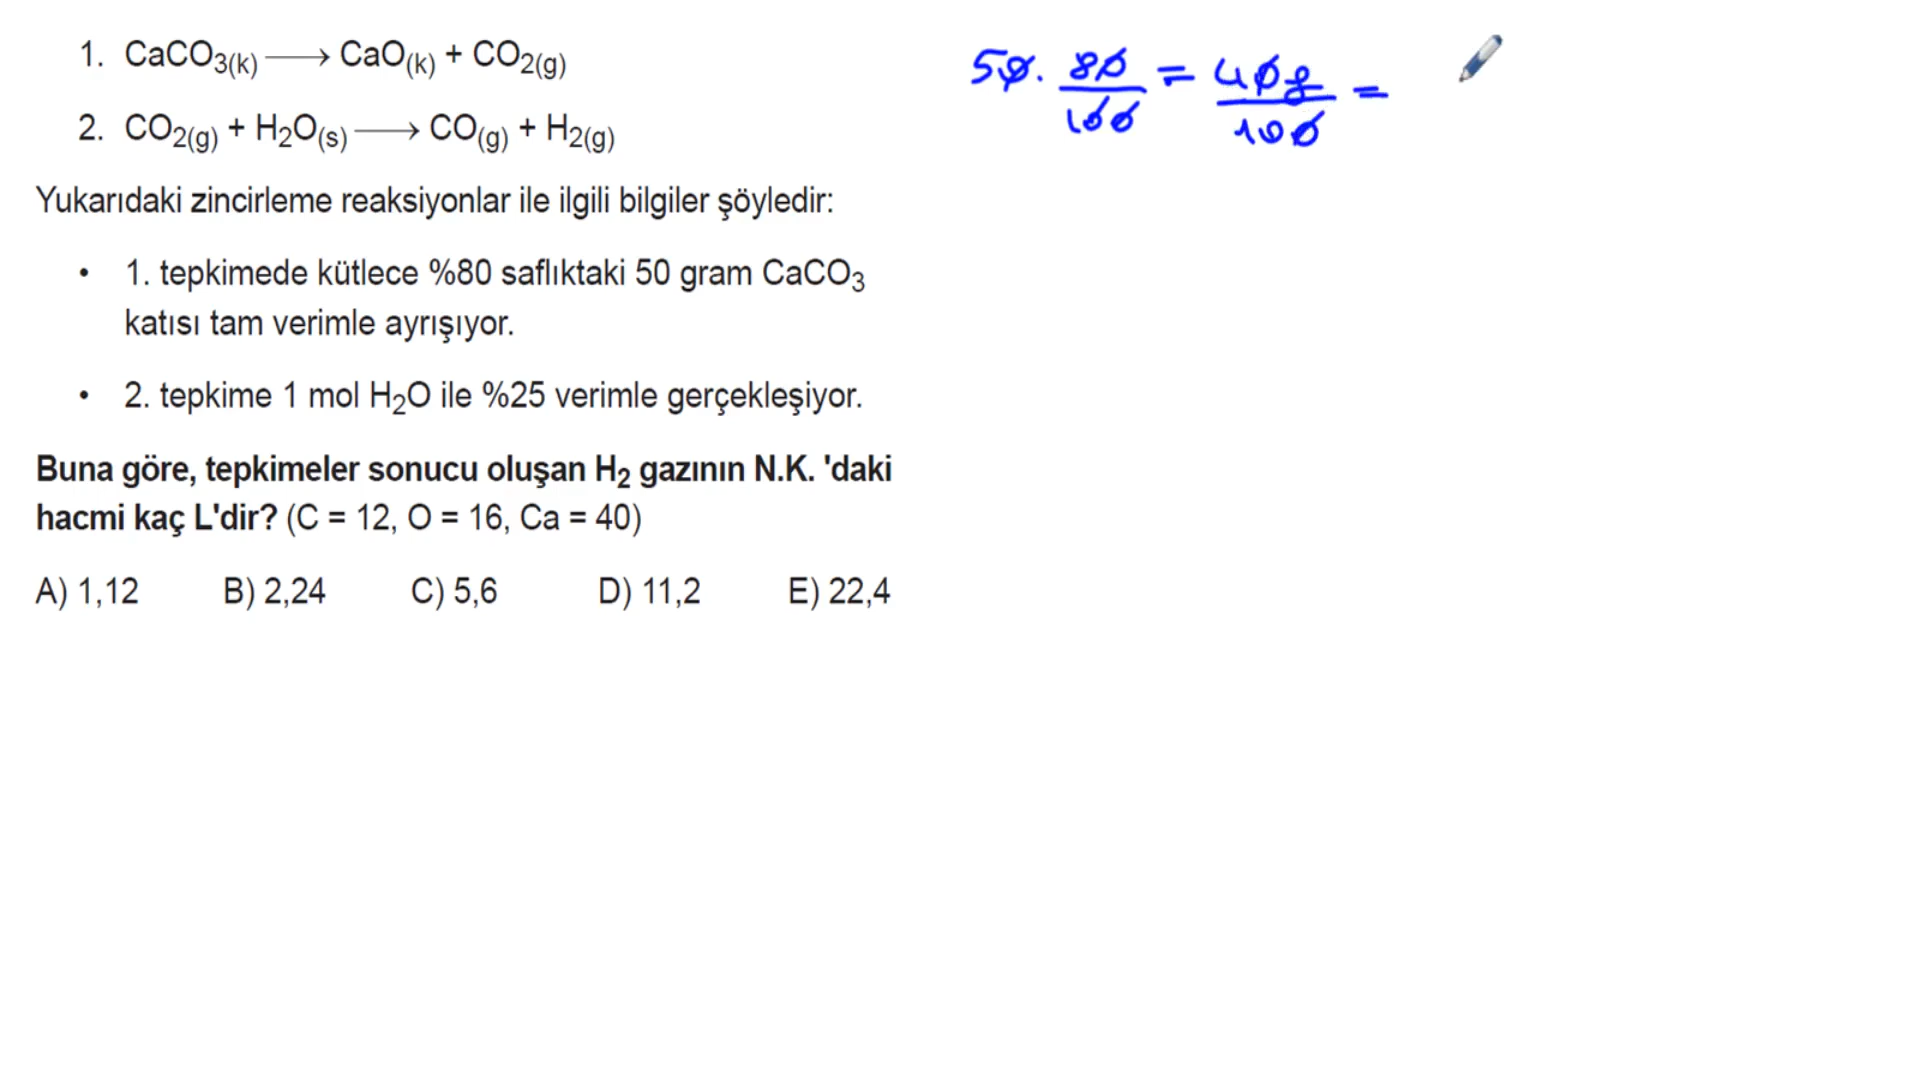 1. CaCO₃(k) ⟶ CaO(k) + CO₂(g)
2. CO₂(g) + H₂O(s) ⟶ CO(g) + H₂(g)
Yukarıdaki zincirleme reaksiyonlar ile ilgili bilgiler şöyledir:
• 1. tepkimede kütlece %80 saflıktaki 50 gram CaCO₃
katısı tam verimle ayrışıyor.
• 2. tepkime 1 mol H₂O ile %25 verimle gerçekleşiyor.
Buna göre, tepkimeler sonucu oluşan H₂ gazının N.K. 'daki
hacmi kaç L'dir? (C = 12, O = 16, Ca = 40)
A) 1,12 B) 2,24 C) 5,6 D) 11,2 E) 22,4
50. 80/100 = 40g/100 =